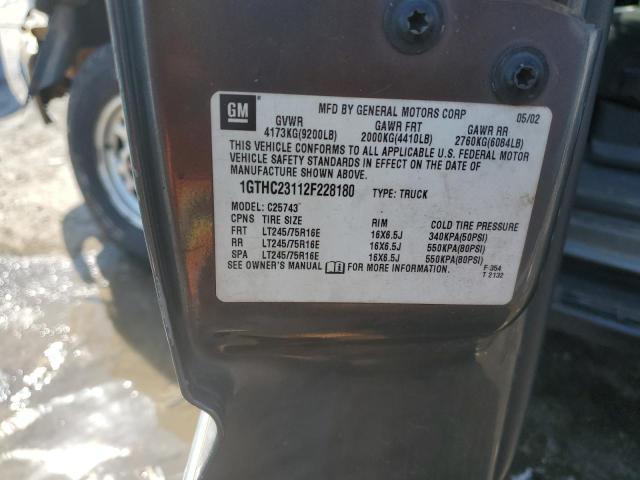 GM
MFD BY GENERAL MOTORS CORP 05/02
GVWR GAWR FRT GAWR RR
4173KG(9200LB) 2000KG(4410LB) 2760KG(6084LB)
THIS VEHICLE CONFORMS TO ALL APPLICABLE U.S. FEDERAL MOTOR
VEHICLE SAFETY STANDARDS IN EFFECT ON THE DATE OF
MANUFACTURE SHOWN ABOVE.
1GTHC23112F228180 TYPE: TRUCK
MODEL: C25743
CPNS TIRE SIZE RIM COLD TIRE PRESSURE
FRT LT245/75R16E 16X6.5J 340KPA(50PSI)
RR LT245/75R16E 16X6.5J 550KPA(80PSI)
SPA LT245/75R16E 16X6.5J 550KPA(80PSI)
SEE OWNER'S MANUAL FOR MORE INFORMATION. F 354
T 2132